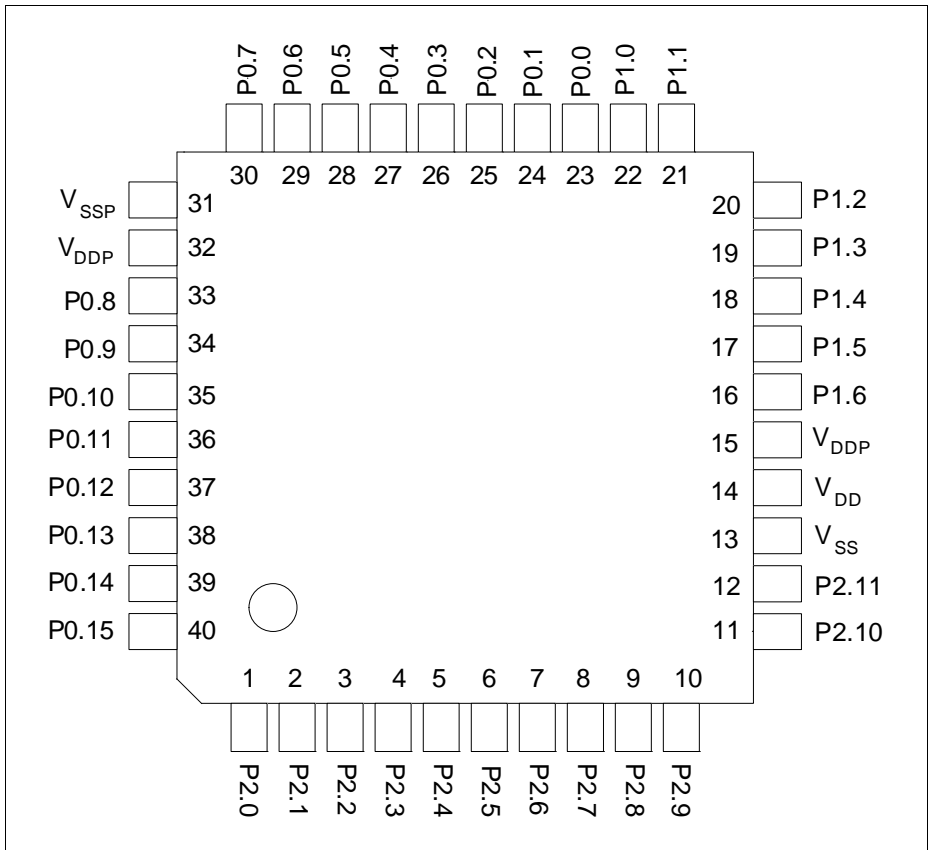 P0.7 P0.6 P0.5 P0.4 P0.3 P0.2 P0.1 P0.0 P1.0 P1.1
30 29 28 27 26 25 24 23 22 21
VSSP 31 20 P1.2
VDDP 32 19 P1.3
P0.8 33 18 P1.4
P0.9 34 17 P1.5
P0.10 35 16 P1.6
P0.11 36 15 VDDP
P0.12 37 14 VDD
P0.13 38 13 VSS
P0.14 39 12 P2.11
P0.15 40 11 P2.10
1 2 3 4 5 6 7 8 9 10
P2.0 P2.1 P2.2 P2.3 P2.4 P2.5 P2.6 P2.7 P2.8 P2.9